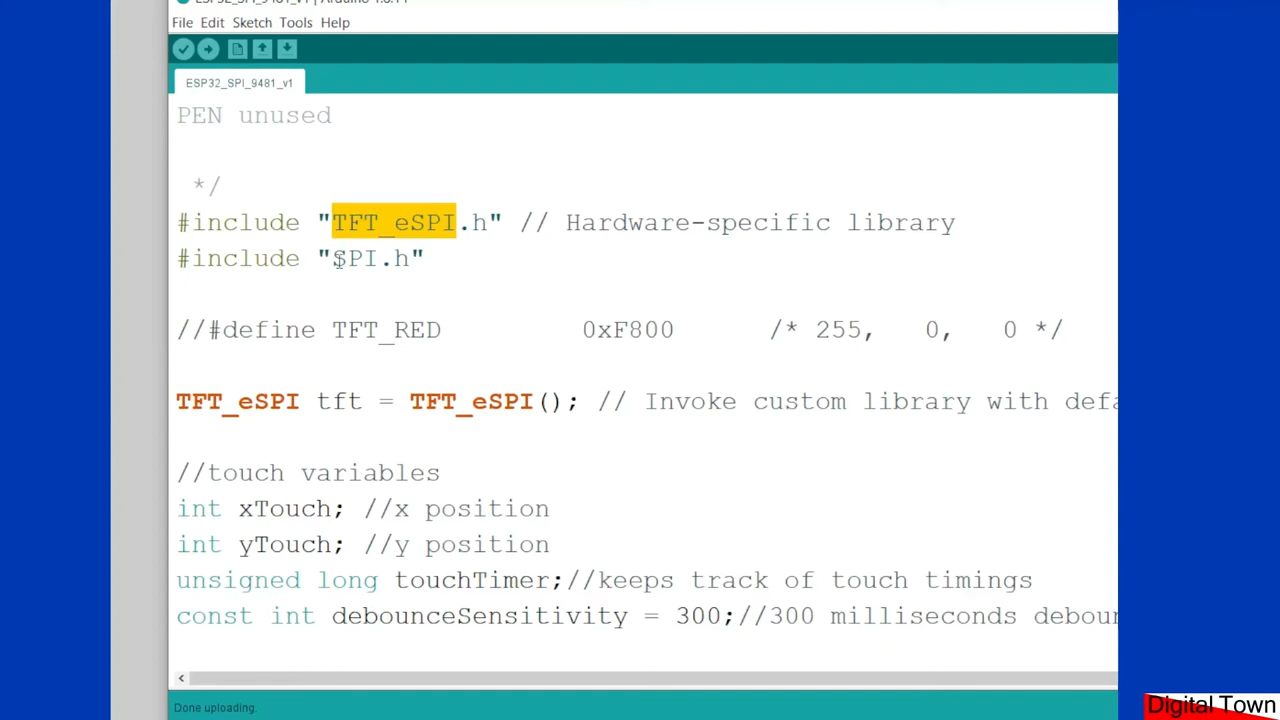 File Edit Sketch Tools Help
ESP32_SPI_9481_v1
PEN unused
*/
#include "TFT_eSPI.h" // Hardware-specific library
#include "SPI.h"
//#define TFT_RED 0xF800 /* 255, 0, 0 */
TFT_eSPI tft = TFT_eSPI(); // Invoke custom library with defa
//touch variables
int xTouch; //x position
int yTouch; //y position
unsigned long touchTimer;//keeps track of touch timings
const int debounceSensitivity = 300;//300 milliseconds deboun
Done uploading.
Digital Town